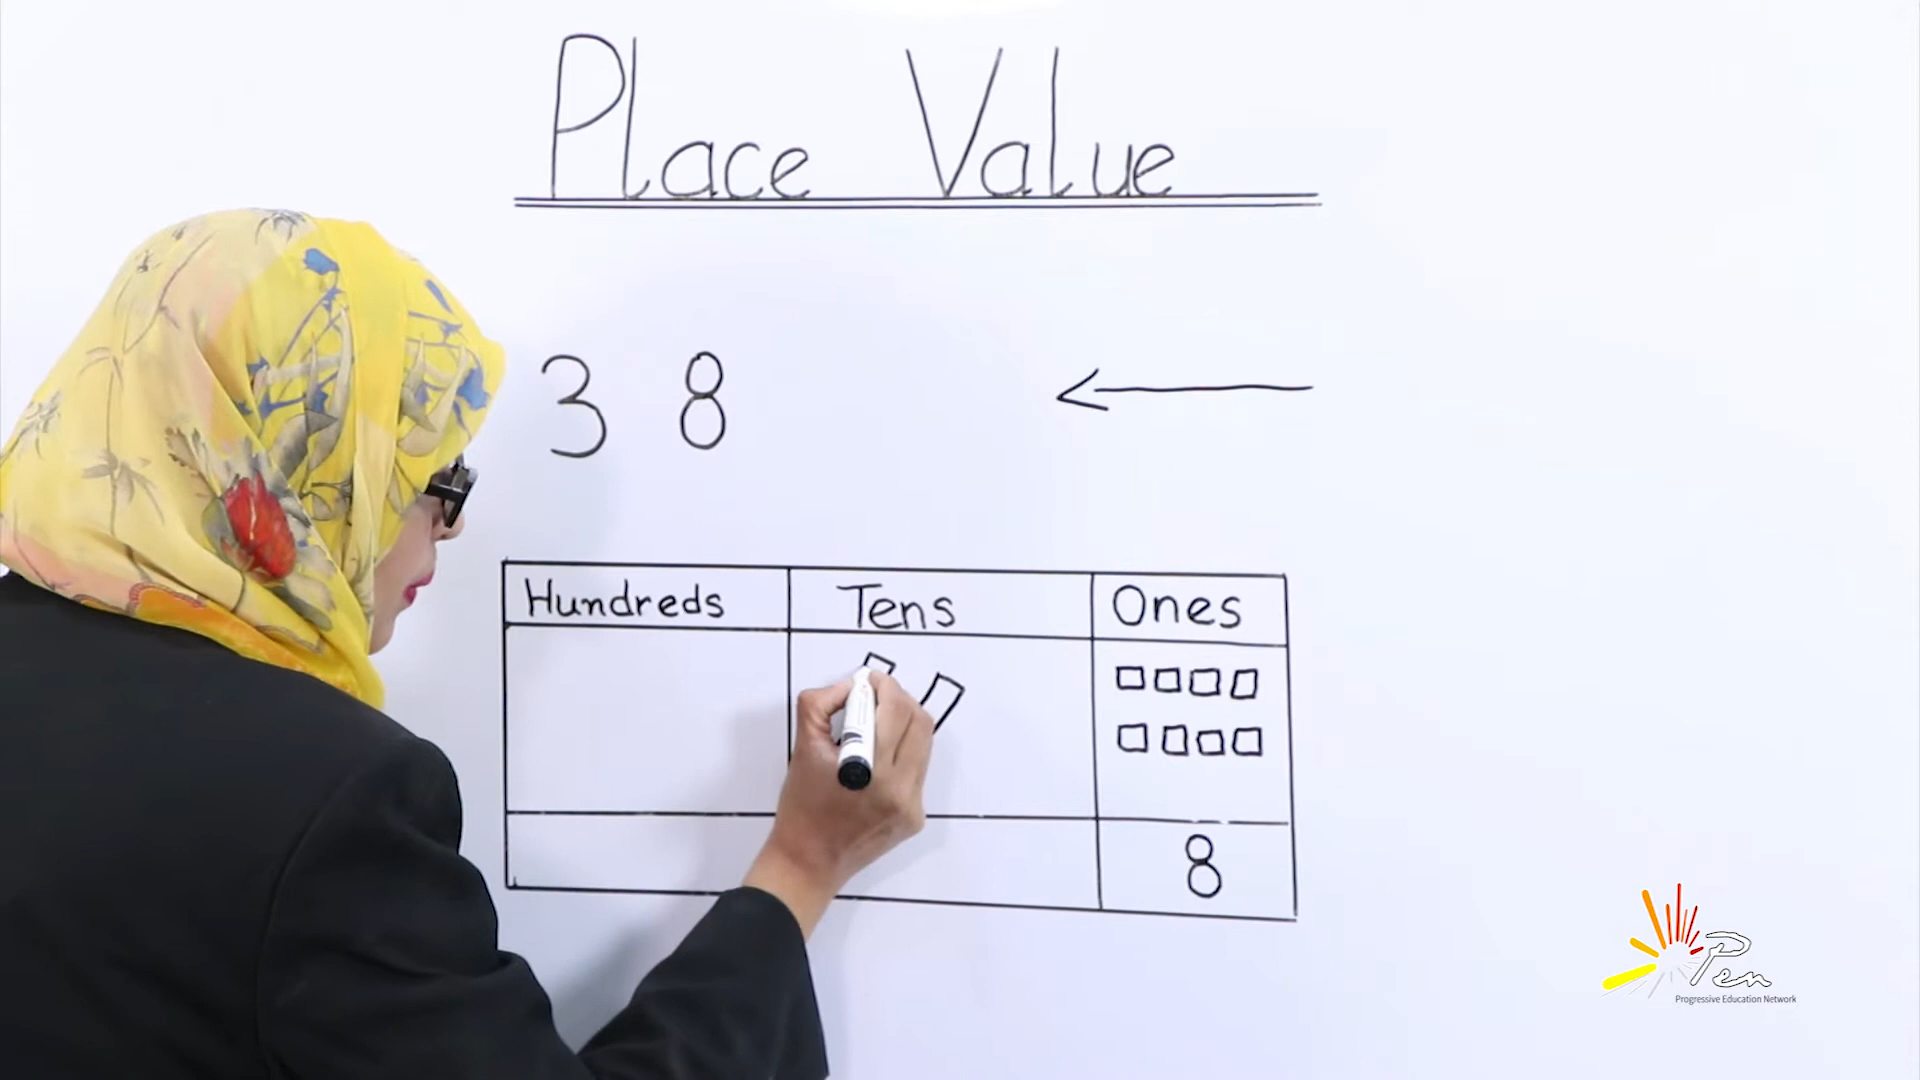 Place Value
3 8
Hundreds Tens Ones
8
Pen
Progressive Education Network